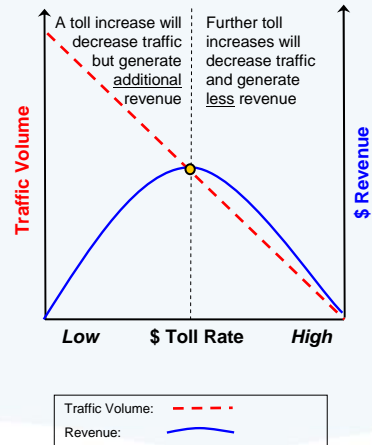 A toll increase will
decrease traffic
but generate
additional
revenue
Further toll
increases will
decrease traffic
and generate
less revenue
Traffic Volume
$ Revenue
Low
$ Toll Rate
High
Traffic Volume:
Revenue: